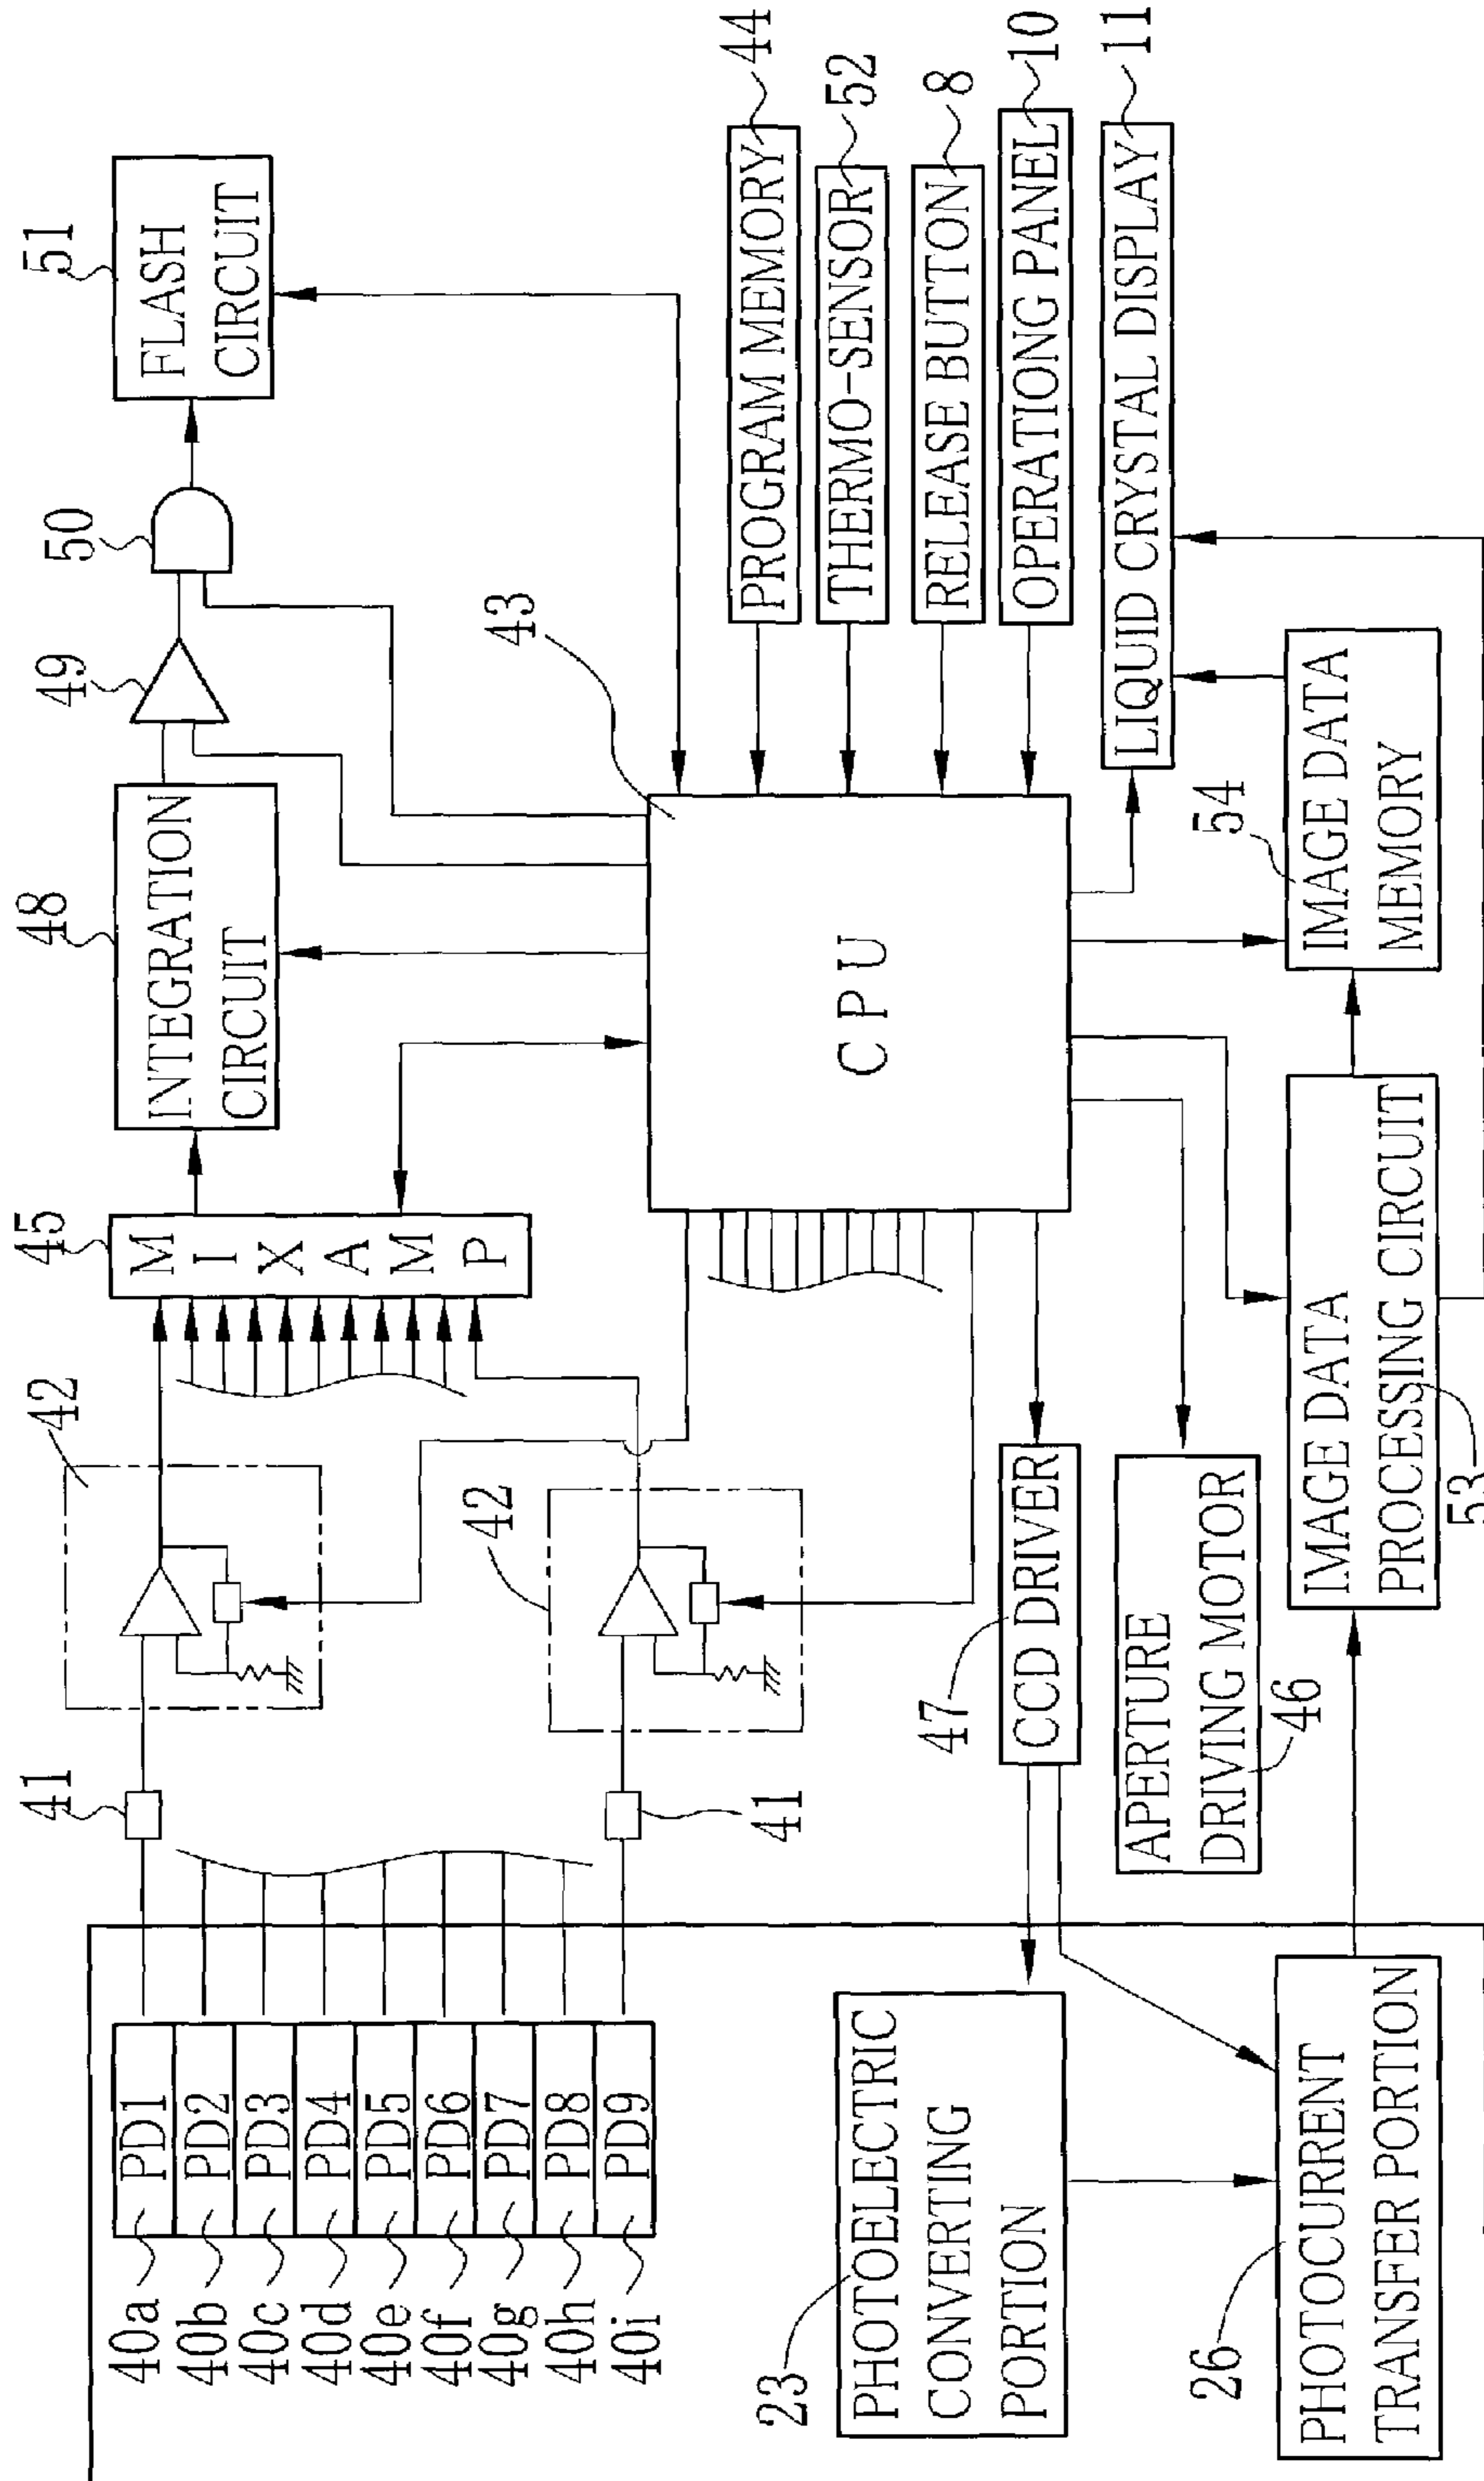 40a
40b
40c
40d
40e
40f
40g
40h
40i
PD1
PD2
PD3
PD4
PD5
PD6
PD7
PD8
PD9
41
41
42
42
45
MIXAMP
48
INTEGRATION
CIRCUIT
49
50
51
FLASH
CIRCUIT
43
CPU
PROGRAM MEMORY
44
THERMO-SENSOR
52
RELEASE BUTTON
8
OPERATIONG PANEL
10
LIQUID CRYSTAL DISPLAY
11
23
PHOTOELECTRIC
CONVERTING
PORTION
47
CCD DRIVER
APERTURE
DRIVING MOTOR
46
26
PHOTOCURRENT
TRANSFER PORTION
IMAGE DATA
PROCESSING CIRCUIT
53
54
IMAGE DATA
MEMORY